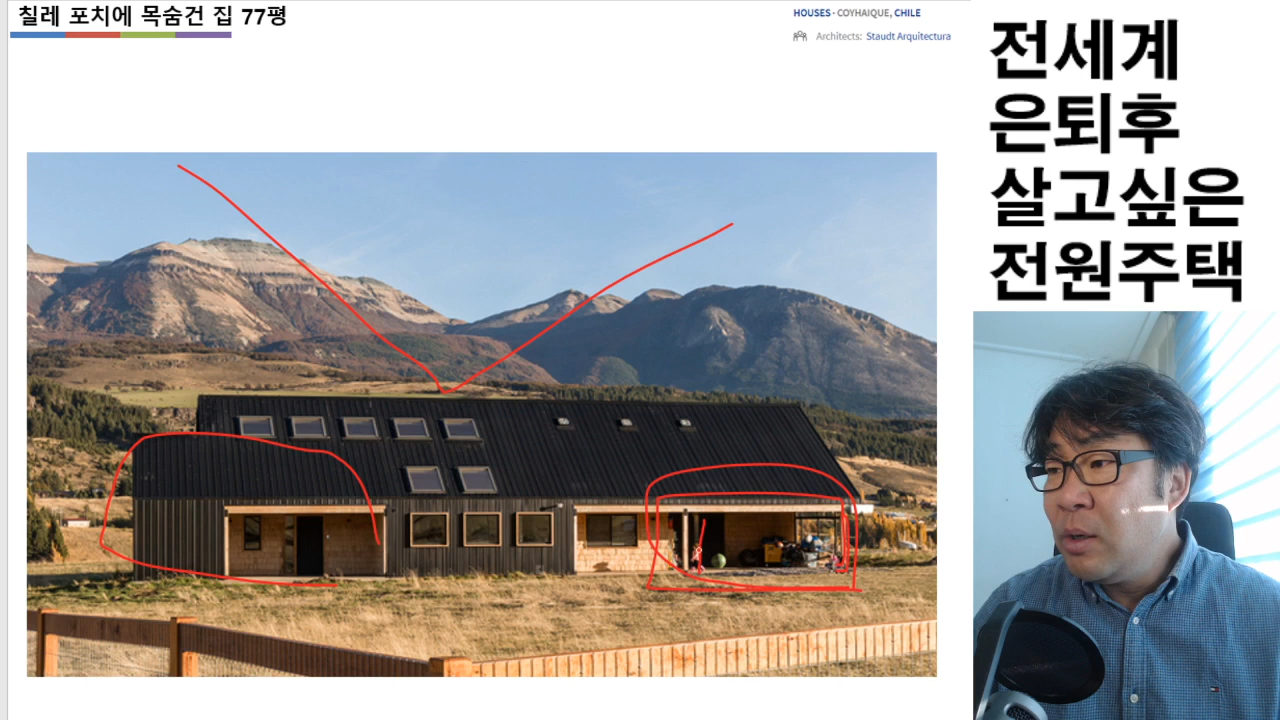 칠레 포치에 목숨건 집 77평
HOUSES · COYHAIQUE, CHILE
Architects: Staudt Arquitectura
전세계
은퇴후
살고싶은
전원주택